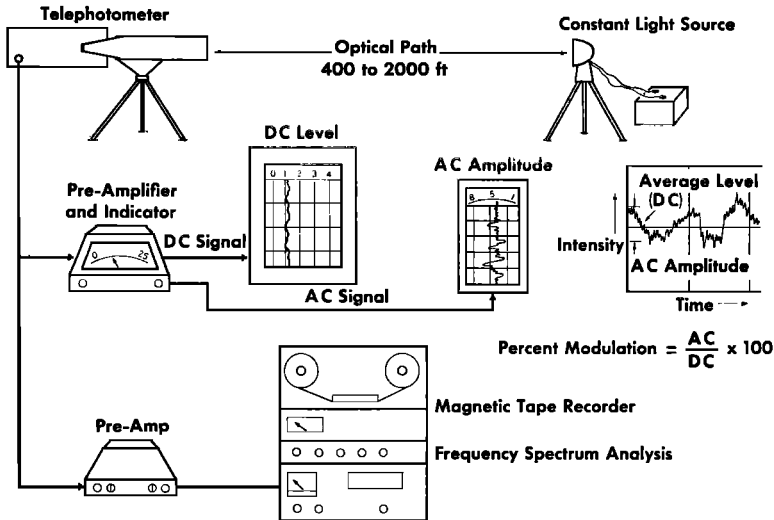 Telephotometer
Constant Light Source
Optical Path
400 to 2000 ft
DC Level
0 1 2 3 4
AC Amplitude
Pre-Amplifier
and Indicator
0 25
DC Signal
AC Signal
Average Level
(DC)
Intensity
AC Amplitude
Time
Percent Modulation = AC/DC x 100
Magnetic Tape Recorder
Pre-Amp
Frequency Spectrum Analysis